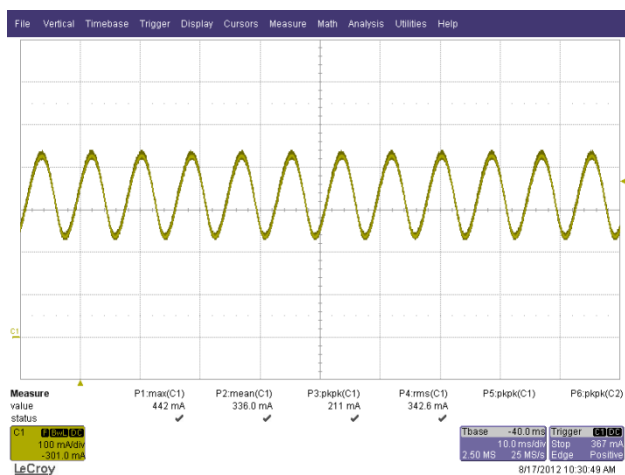 File Vertical Timebase Trigger Display Cursors Measure Math Analysis Utilities Help
C1
Measure P1:max(C1) P2:mean(C1) P3:pkpk(C1) P4:rms(C1) P5:pkpk(C1) P6:pkpk(C2)
value 442 mA 336.0 mA 211 mA 342.6 mA
status
C1 F BwL DC
100 mA/div
-301.0 mA
Tbase -40.0 ms
10.0 ms/div
2.50 MS 25 MS/s
Trigger C1 DC
Stop 367 mA
Edge Positive
LeCroy
8/17/2012 10:30:49 AM